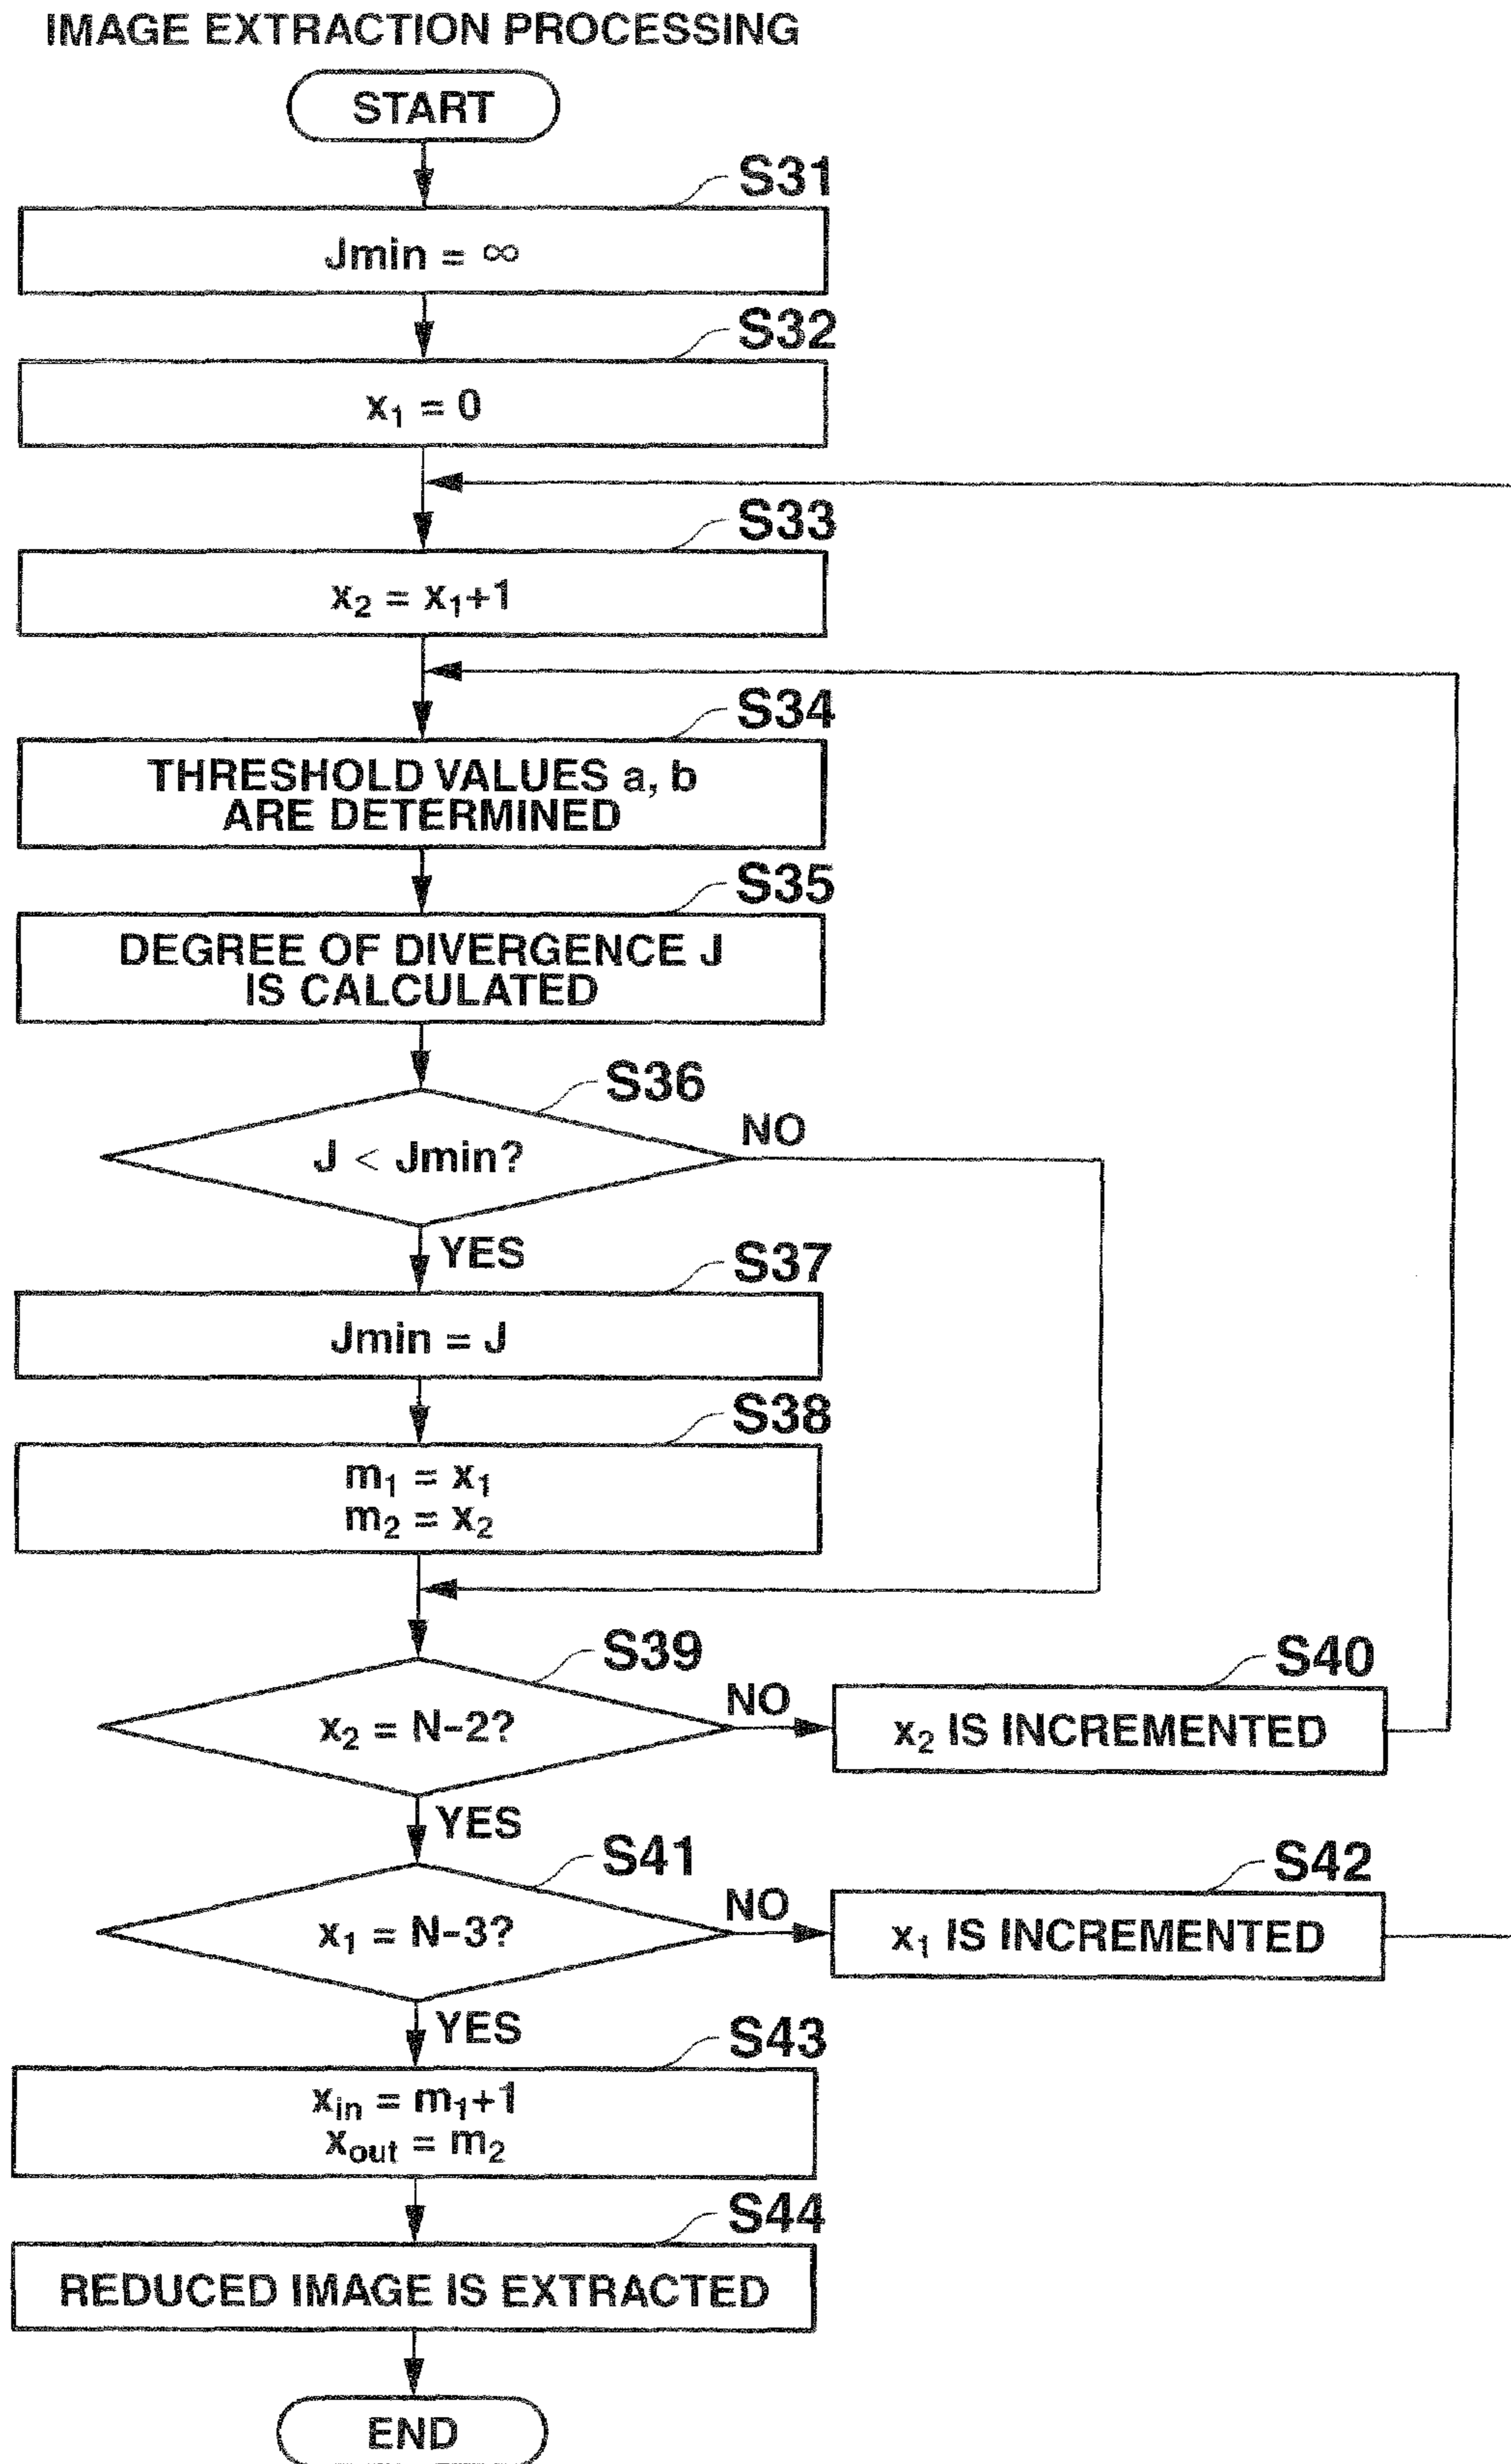 IMAGE EXTRACTION PROCESSING
START
S31
Jmin = ∞
S32
x₁ = 0
S33
x₂ = x₁+1
S34
THRESHOLD VALUES a, b
ARE DETERMINED
S35
DEGREE OF DIVERGENCE J
IS CALCULATED
S36
J < Jmin?
NO
YES
S37
Jmin = J
S38
m₁ = x₁
m₂ = x₂
S39
x₂ = N-2?
NO
S40
x₂ IS INCREMENTED
YES
S41
x₁ = N-3?
NO
S42
x₁ IS INCREMENTED
YES
S43
xin = m₁+1
xout = m₂
S44
REDUCED IMAGE IS EXTRACTED
END